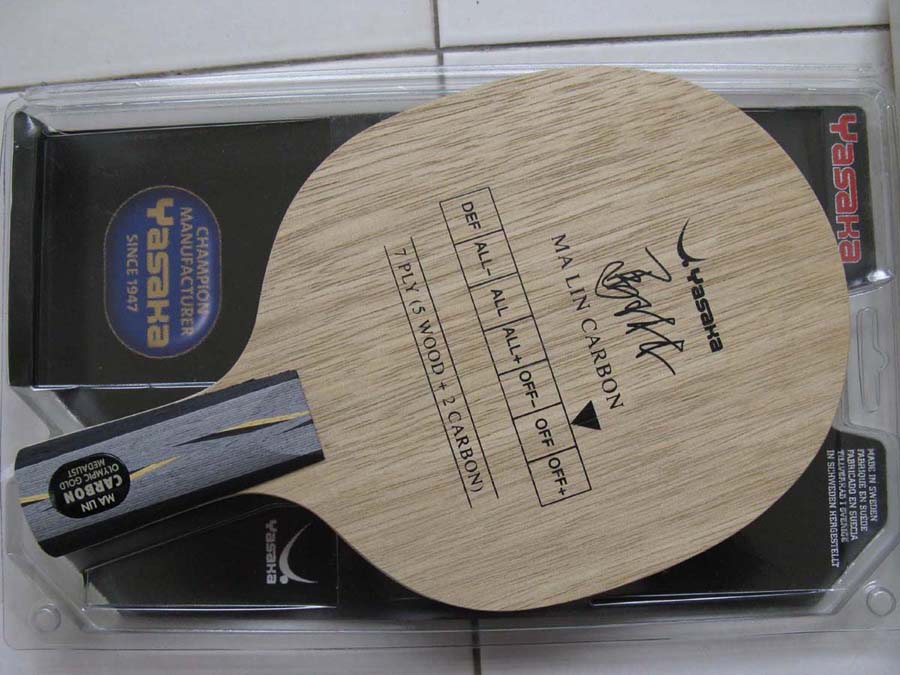 Yasaka
MA LIN CARBON
DEF ALL- ALL ALL+ OFF- OFF OFF+
7 PLY (5 WOOD + 2 CARBON)
Yasaka
MADE IN SWEDEN
FABRIQUÉ EN SUÈDE
FABRICADO EN SUECIA
TILLVERKAD I SVERIGE
IN SCHWEDEN HERGESTELLT
CHAMPION
MANUFACTURER
Yasaka
SINCE 1947
MA LIN
CARBON
OLYMPIC GOLD
MEDALIST
Yasaka